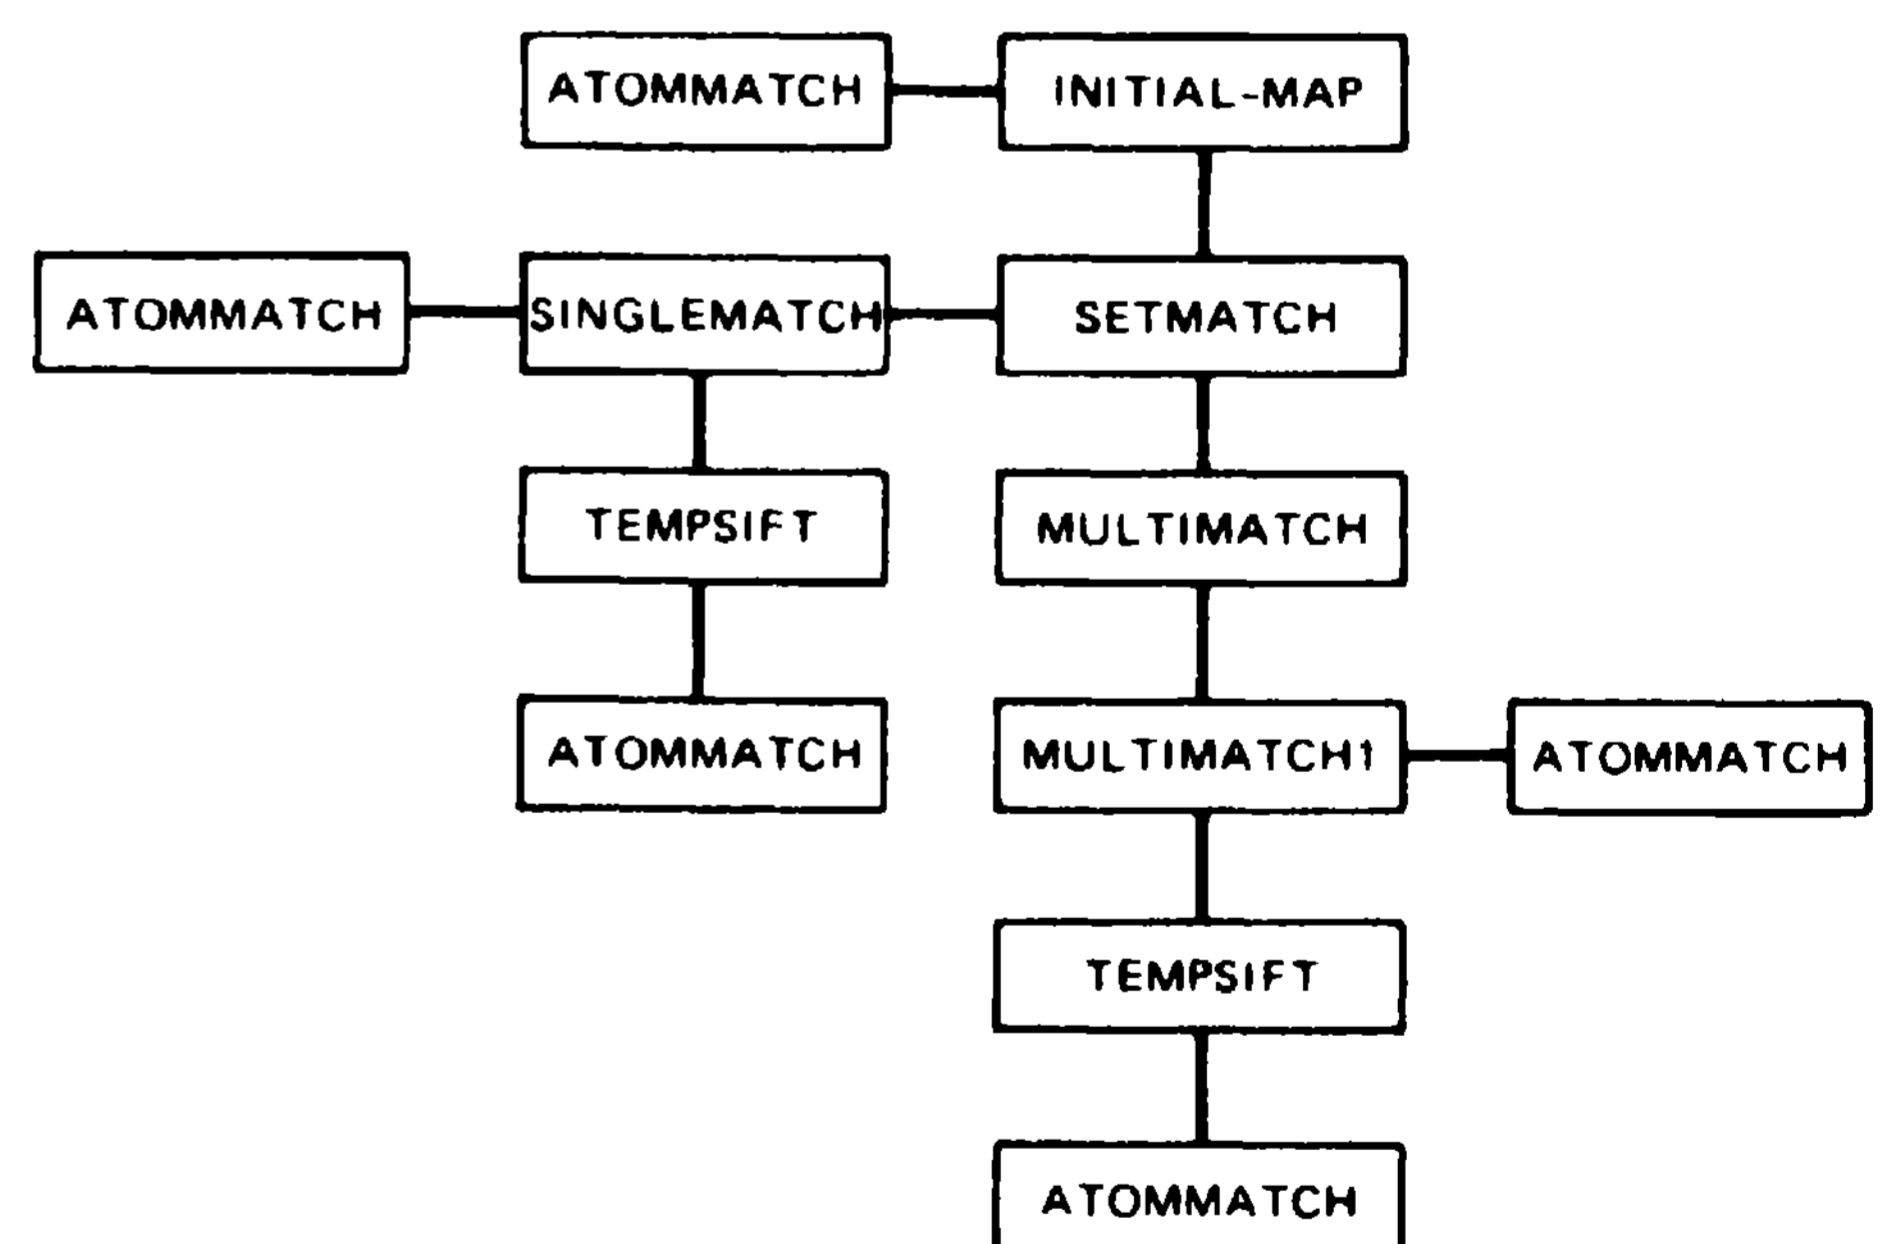 ATOMMATCH
INITIAL-MAP
ATOMMATCH
SINGLEMATCH
SETMATCH
TEMPSIFT
MULTIMATCH
ATOMMATCH
MULTIMATCH1
ATOMMATCH
TEMPSIFT
ATOMMATCH